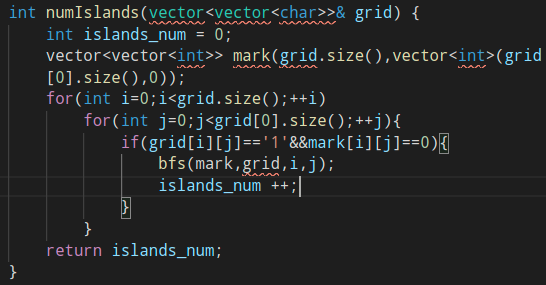 int numIslands(vector<vector<char>>& grid) {
    int islands_num = 0;
    vector<vector<int>> mark(grid.size(),vector<int>(grid
    [0].size(),0));
    for(int i=0;i<grid.size();++i)
        for(int j=0;j<grid[0].size();++j){
            if(grid[i][j]=='1'&&mark[i][j]==0){
                bfs(mark,grid,i,j);
                islands_num ++;
            }
        }
    return islands_num;
}